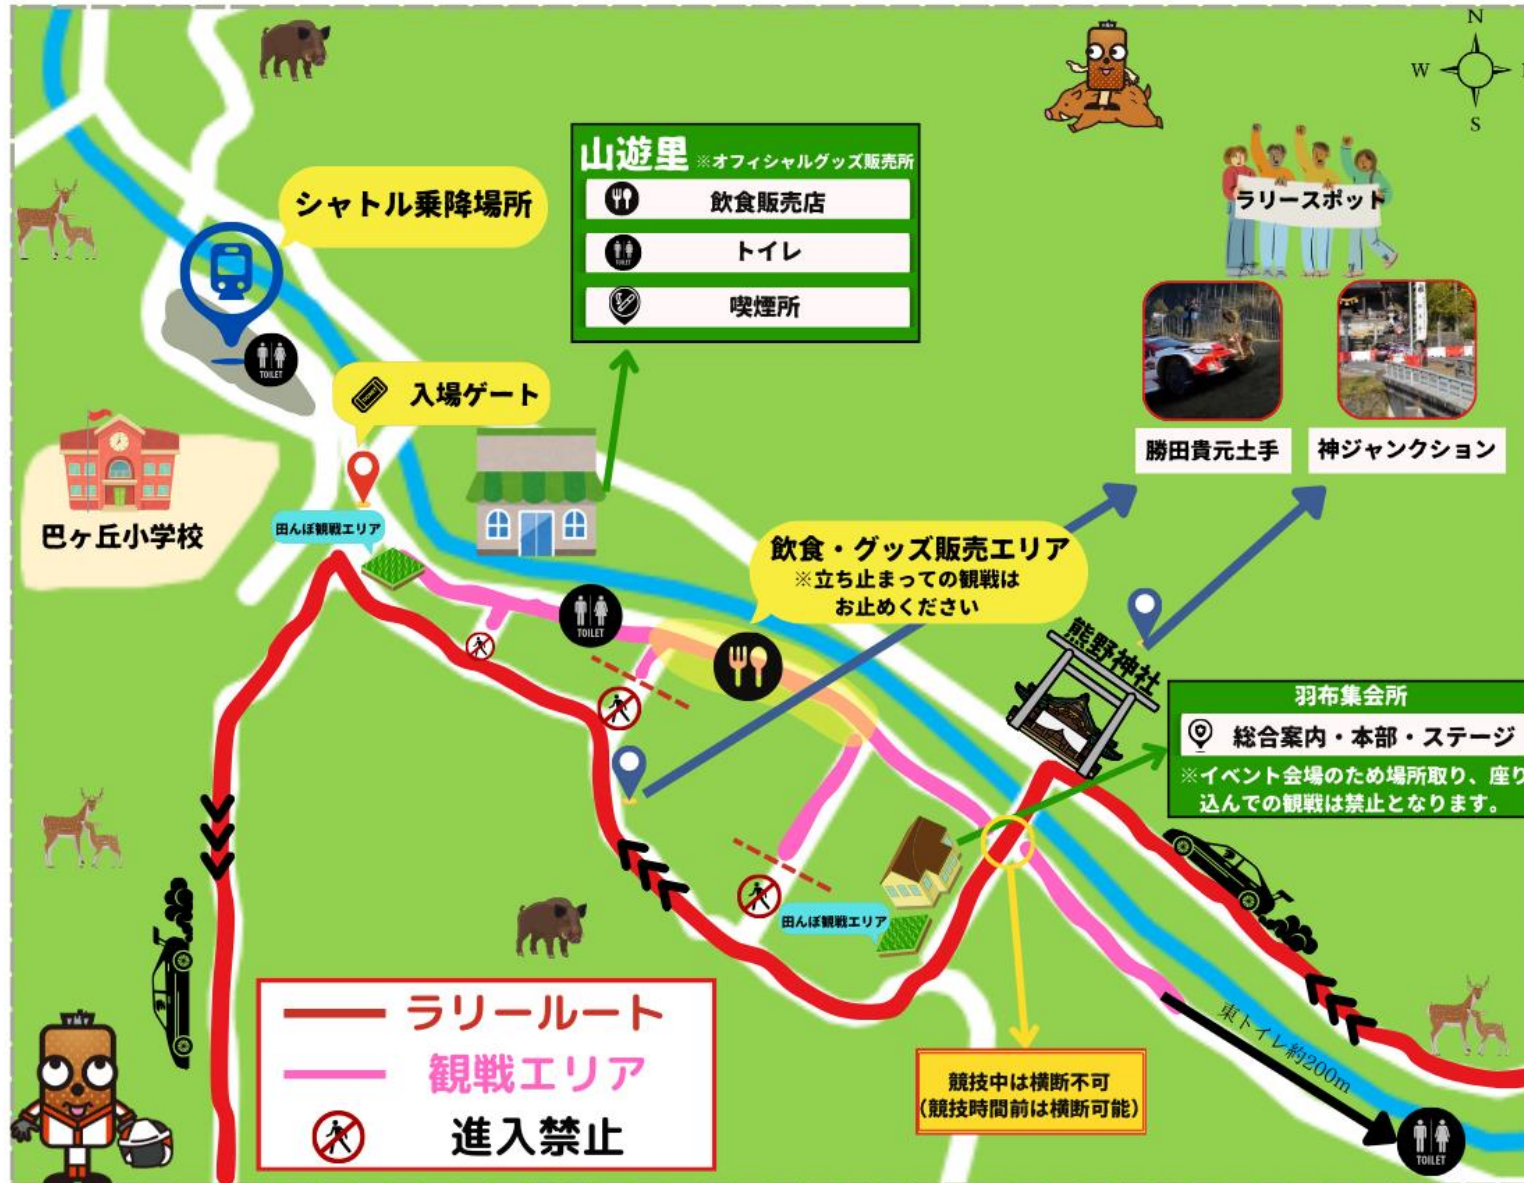 N
W
S
山遊里 ※オフィシャルグッズ販売所
飲食販売店
トイレ
TOILET
喫煙所
シャトル乗降場所
ラリースポット
TOILET
入場ゲート
勝田貴元土手
神ジャンクション
巴ヶ丘小学校
田んぼ観戦エリア
飲食・グッズ販売エリア
※立ち止まっての観戦は
お止めください
TOILET
熊野神社
羽布集会所
総合案内・本部・ステージ
※イベント会場のため場所取り、座り
込んでの観戦は禁止となります。
田んぼ観戦エリア
ラリールート
観戦エリア
進入禁止
競技中は横断不可
(競技時間前は横断可能)
東トイレ約200m
TOILET